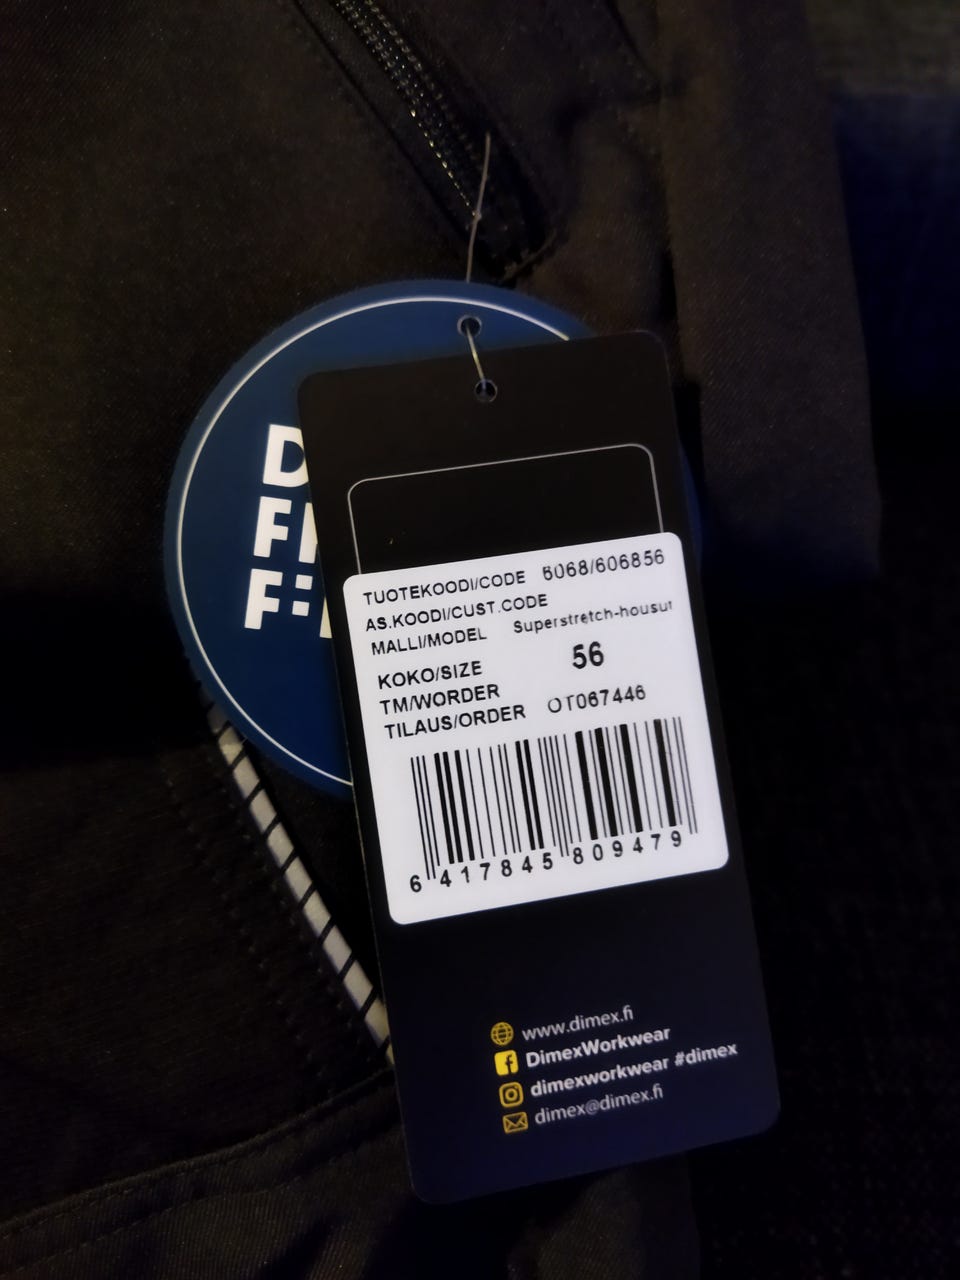 D
F
F:
TUOTEKOODI/CODE 6068/606856
AS.KOODI/CUST.CODE
MALLI/MODEL Superstretch-housut
KOKO/SIZE 56
TM/WORDER
TILAUS/ORDER OT067446
6 417845 809479
www.dimex.fi
DimexWorkwear
dimexworkwear #dimex
dimex@dimex.fi